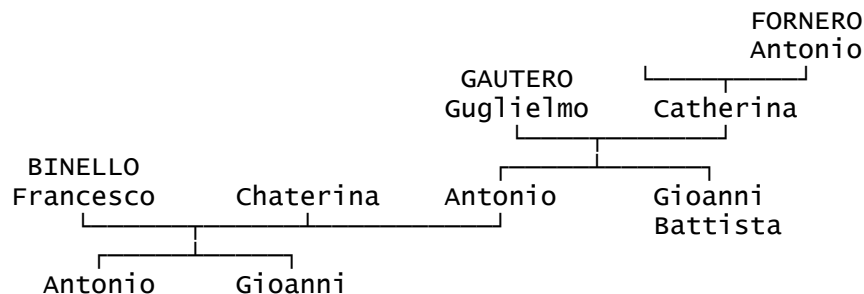 FORNERO
Antonio
GAUTERO
Guglielmo Catherina
BINELLO
Francesco Chaterina Antonio Gioanni
Battista
Antonio Gioanni